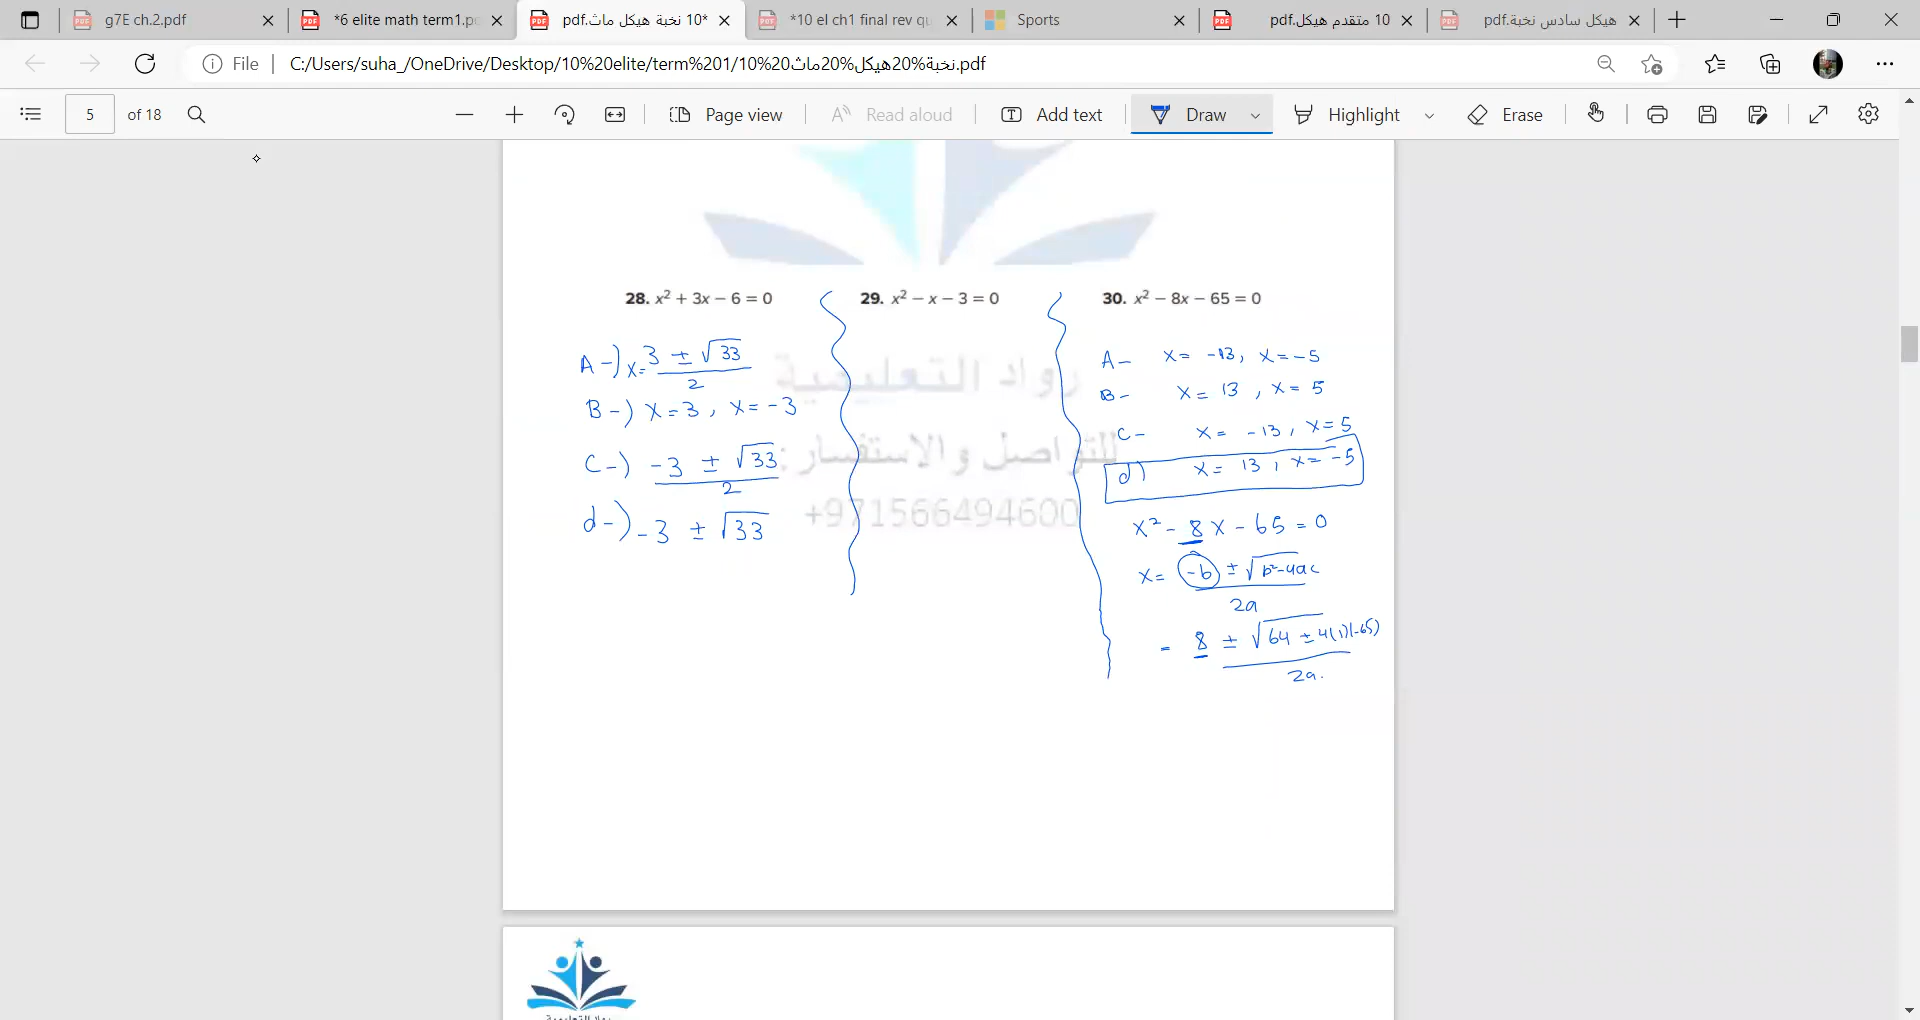 g7E ch.2.pdf
*6 elite math term1.pd
*10 نخبة هيكل ماث.pdf
*10 el ch1 final rev qu
Sports
10 متقدم هيكل.pdf
هيكل سادس نخبة.pdf
File
C:/Users/suha_/OneDrive/Desktop/10%20elite/term%201/10%20نخبة%20هيكل%20ماث.pdf
5 of 18
Page view
Read aloud
Add text
Draw
Highlight
Erase
28. x² + 3x − 6 = 0
29. x² − x − 3 = 0
30. x² − 8x − 65 = 0
رواد التعليمية
للتواصل و الاستفسار :
+971566494600
A-) x = 3 ± √33 / 2
B-) x = 3 , x = -3
C-) -3 ± √33 / 2
d-) -3 ± √33
A- x = -13, x = -5
B- x = 13 , x = 5
C- x = -13, x = 5
d) x = 13 , x = -5
x² - 8x - 65 = 0
x = -b ± √b²-4ac / 2a
= 8 ± √64 ± 4(1)(-65) / 2a.